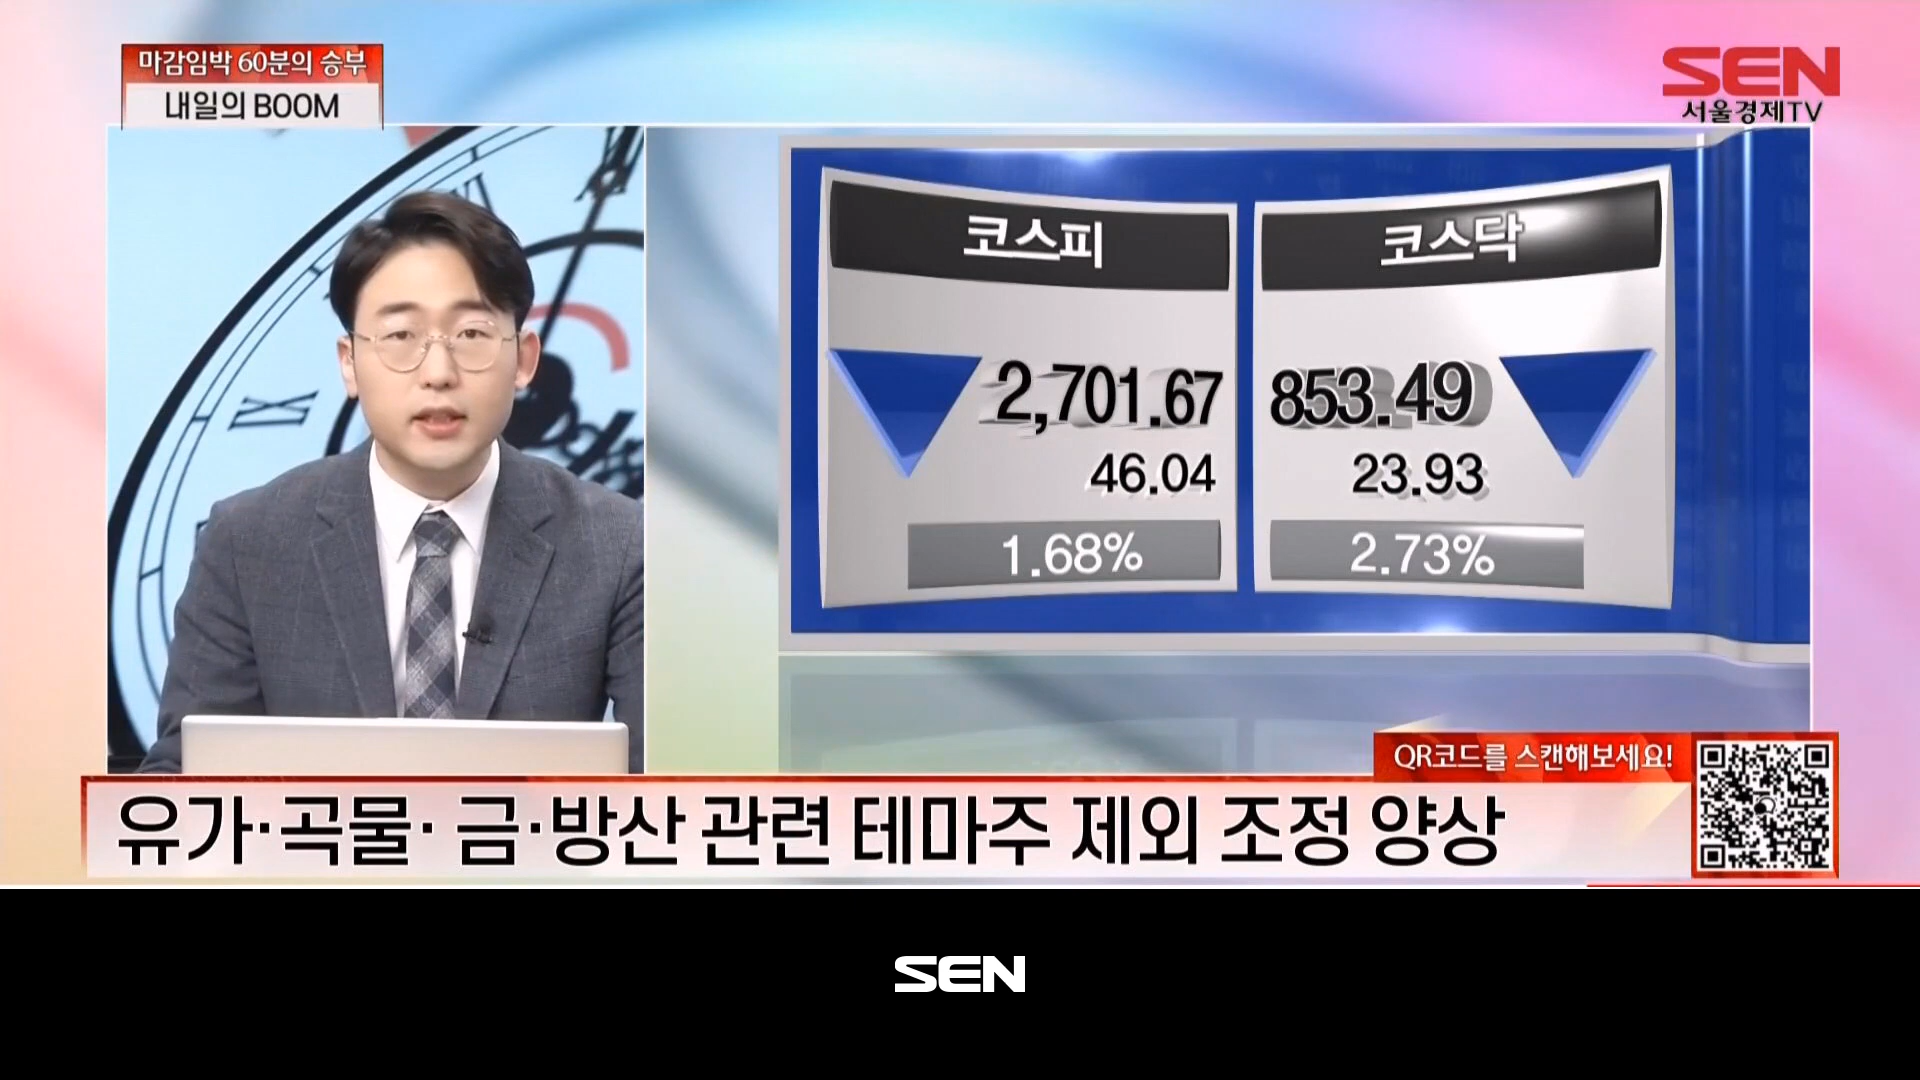 마감임박 60분의 승부
내일의 BOOM
SEN
서울경제TV
코스피
2,701.67
46.04
1.68%
코스닥
853.49
23.93
2.73%
QR코드를 스캔해보세요!
유가·곡물· 금·방산 관련 테마주 제외 조정 양상
SEN